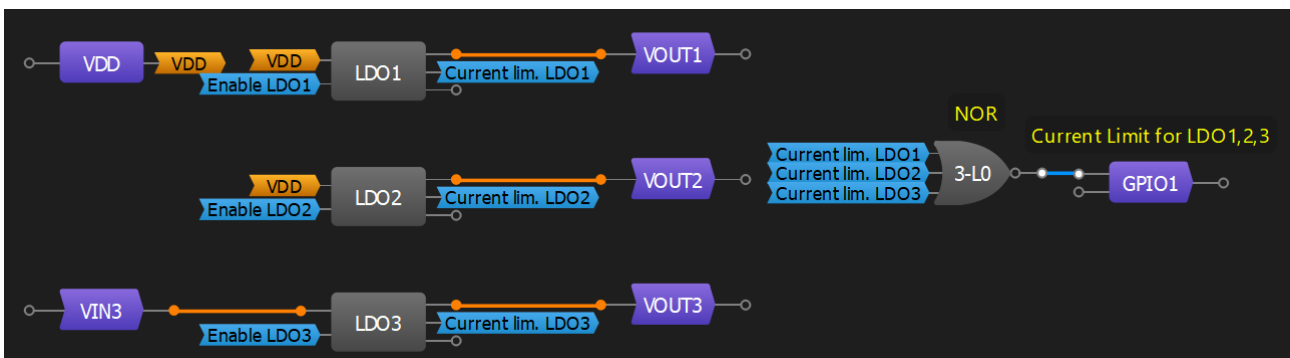 VDD
VDD
VDD
Enable LDO1
LDO1
Current lim. LDO1
VOUT1
VDD
Enable LDO2
LDO2
Current lim. LDO2
VOUT2
NOR
Current lim. LDO1
Current lim. LDO2
Current lim. LDO3
3-L0
Current Limit for LDO1,2,3
GPIO1
VIN3
Enable LDO3
LDO3
Current lim. LDO3
VOUT3